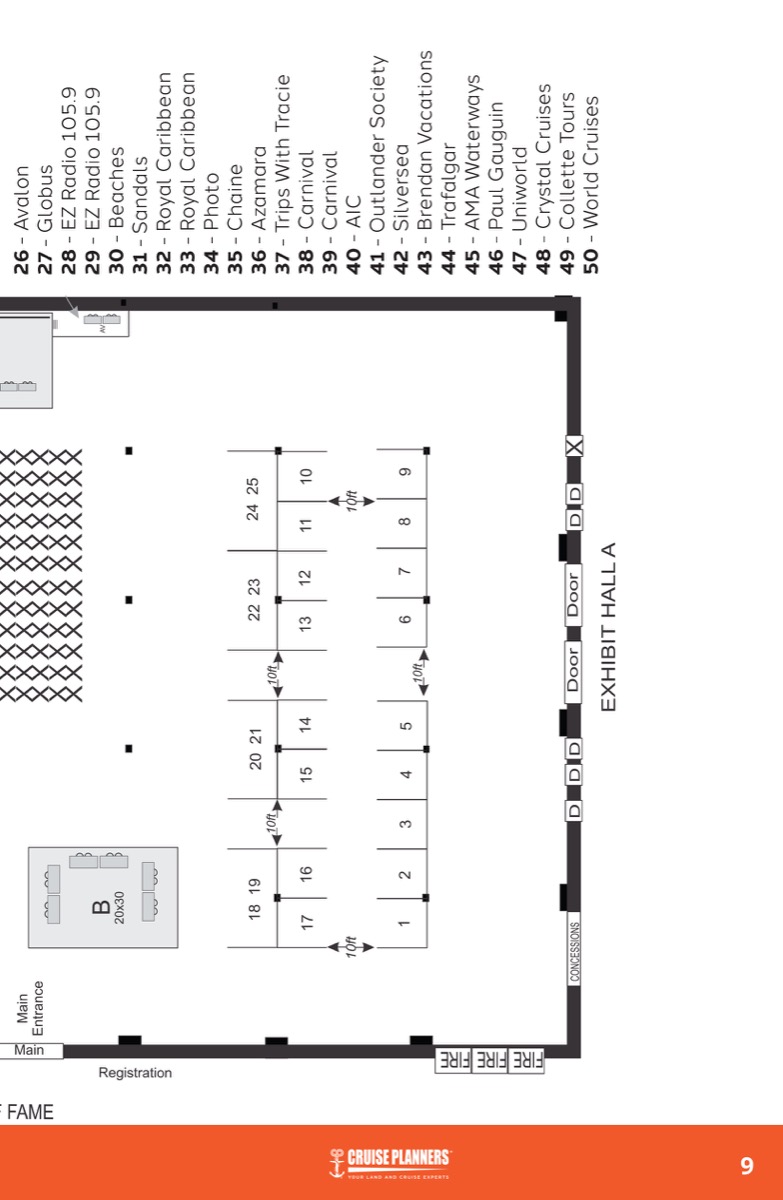 26 - Avalon
27 - Globus
28 - EZ Radio 105.9
29 - EZ Radio 105.9
30 - Beaches
31 - Sandals
32 - Royal Caribbean
33 - Royal Caribbean
34 - Photo
35 - Chaine
36 - Azamara
37 - Trips With Tracie
38 - Carnival
39 - Carnival
40 - AIC
41 - Outlander Society
42 - Silversea
43 - Brendan Vacations
44 - Trafalgar
45 - AMA Waterways
46 - Paul Gauguin
47 - Uniworld
48 - Crystal Cruises
49 - Collette Tours
50 - World Cruises
AV
24 25
22 23
20 21
18 19
10
11
12
13
14
15
16
17
9
8
7
6
5
4
3
2
1
10ft
10ft
10ft
10ft
10ft
X
D
D
Door
Door
D
D
D
CONCESSIONS
EXHIBIT HALL A
B
20x30
Main
Entrance
Main
Registration
FIRE
FIRE
FIRE
FAME
CRUISE PLANNERS
YOUR LAND AND CRUISE EXPERTS
9